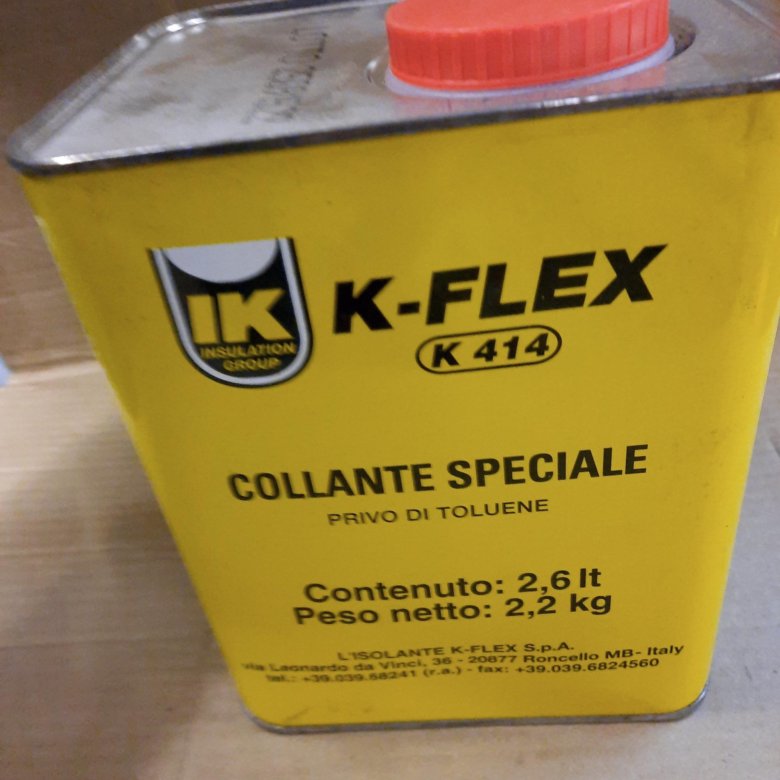 IK
INSULATION
GROUP
K-FLEX
K 414
COLLANTE SPECIALE
PRIVO DI TOLUENE
Contenuto: 2,6 lt
Peso netto: 2,2 kg
L'ISOLANTE K-FLEX S.p.A.
via Leonardo da Vinci, 36 - 20877 Roncello MB- Italy
tel.: +39.039.68241 (r.a.) - fax: +39.039.6824560